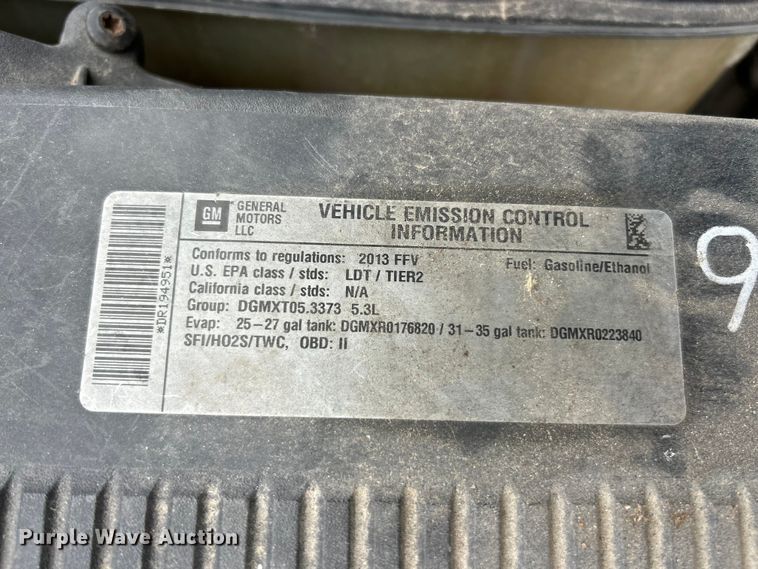 GM
GENERAL MOTORS LLC
VEHICLE EMISSION CONTROL INFORMATION
Conforms to regulations: 2013 FFV
Fuel: Gasoline/Ethanol
U.S. EPA class / stds: LDT / TIER2
California class / stds: N/A
Group: DGMXT05.3373 5.3L
Evap: 25-27 gal tank: DGMXR0176820 / 31-35 gal tank: DGMXR0223840
SFI/HO2S/TWC, OBD: II
*DR194951*
9
Purple Wave Auction